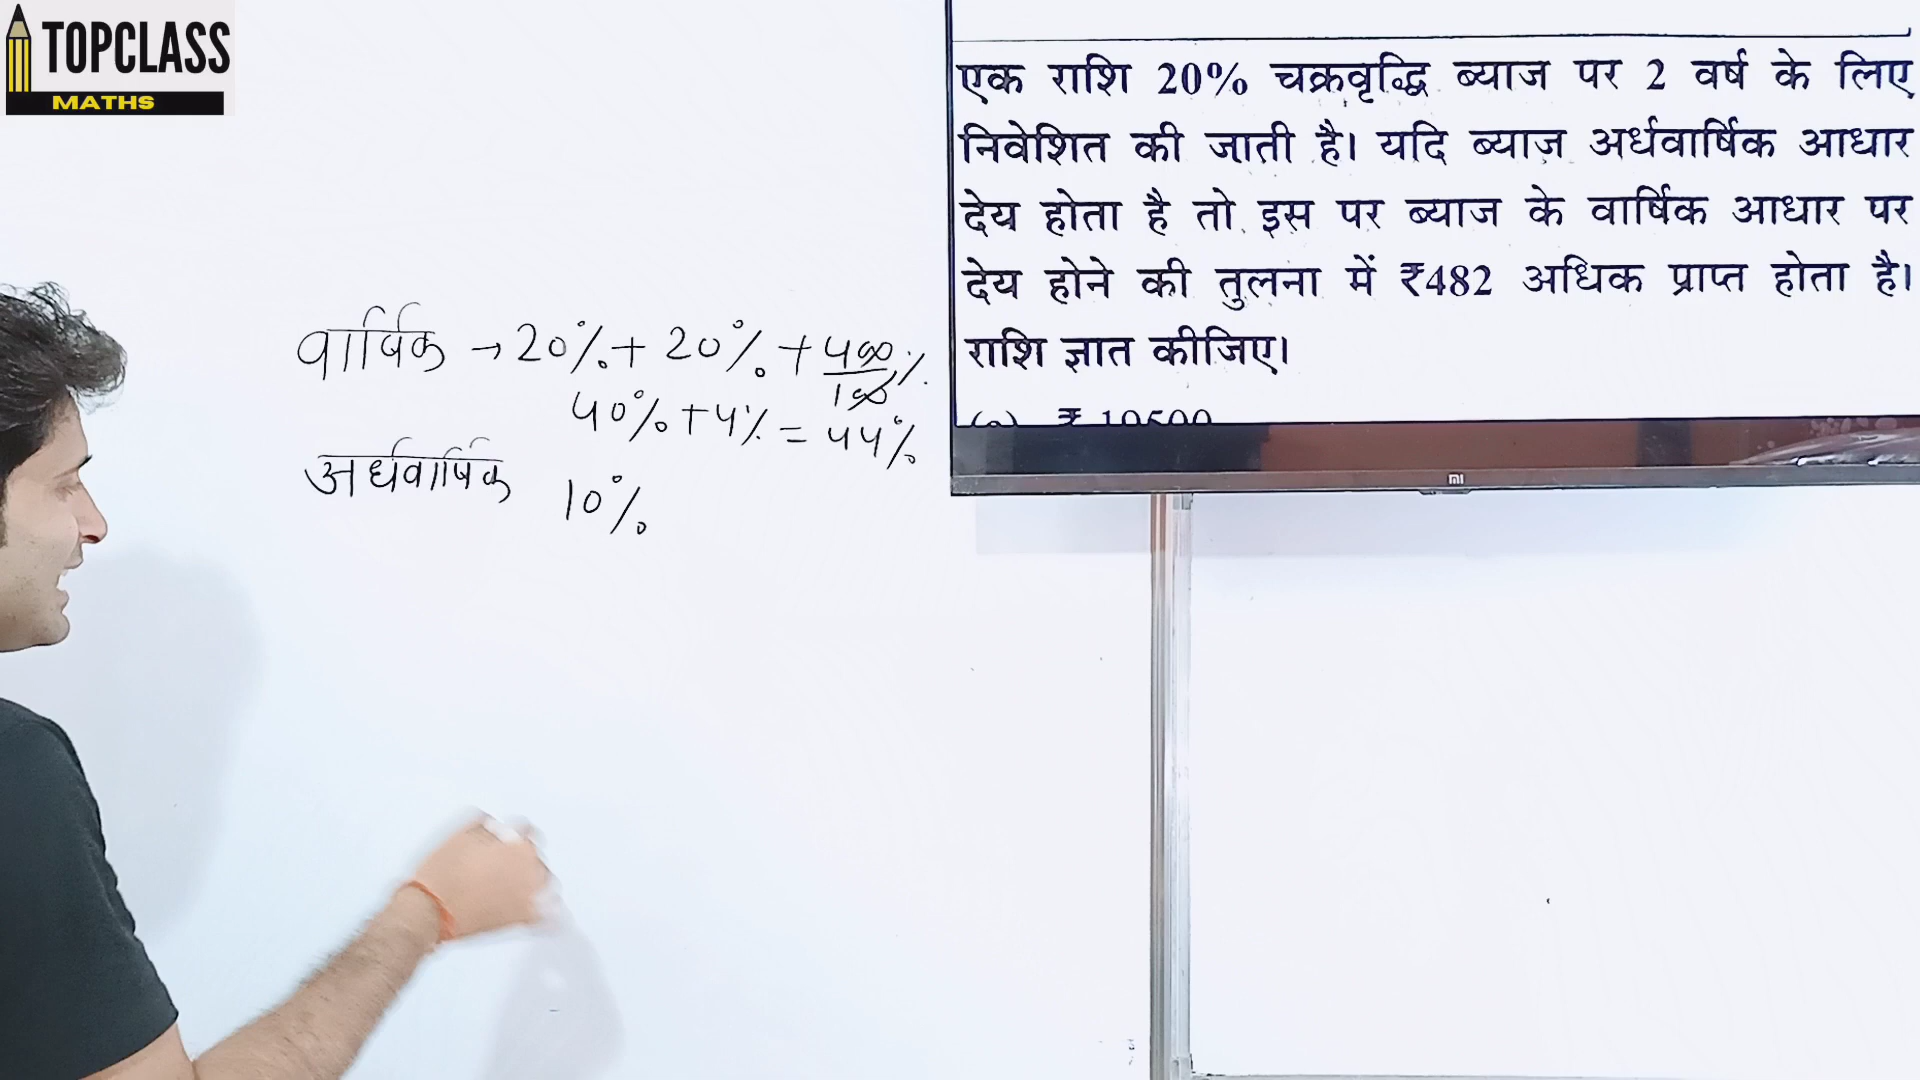 TOPCLASS
MATHS
एक राशि 20% चक्रवृद्धि ब्याज पर 2 वर्ष के लिए
निवेशित की जाती है। यदि ब्याज अर्धवार्षिक आधार
देय होता है तो इस पर ब्याज के वार्षिक आधार पर
देय होने की तुलना में ₹482 अधिक प्राप्त होता है।
राशि ज्ञात कीजिए।
वार्षिक → 20% + 20% + 400/100 %
40% + 4% = 44%
अर्धवार्षिक 10%
mi